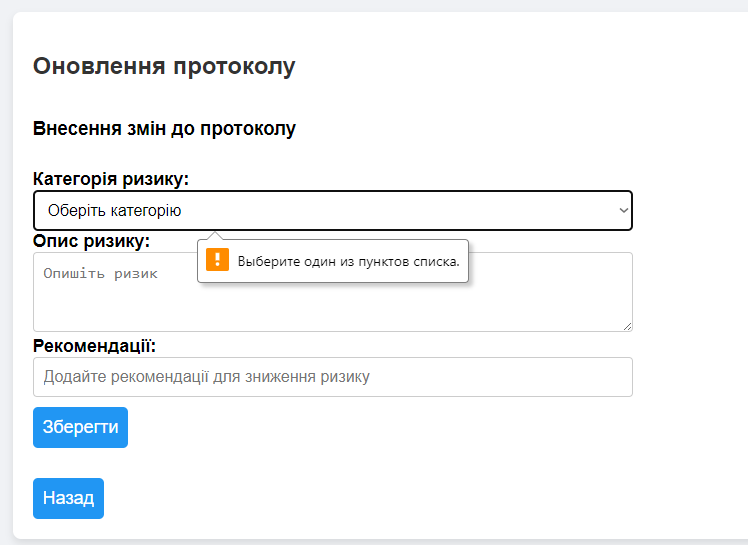 Оновлення протоколу
Внесення змін до протоколу
Категорія ризику:
Оберіть категорію
Опис ризику:
Выберите один из пунктов списка.
Опишіть ризик
Рекомендації:
Додайте рекомендації для зниження ризику
Зберегти
Назад